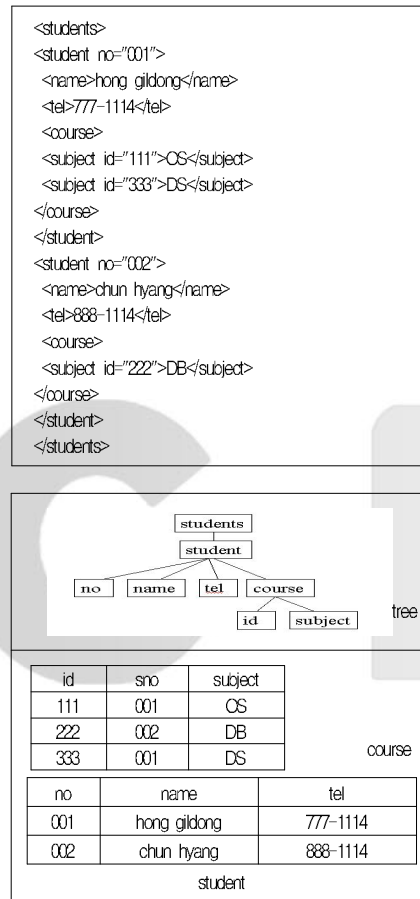 <students>
<student no="001">
<name>hong gildong</name>
<tel>777-1114</tel>
<course>
<subject id="111">OS</subject>
<subject id="333">DS</subject>
</course>
</student>
<student no="002">
<name>chun hyang</name>
<tel>888-1114</tel>
<course>
<subject id="222">DB</subject>
</course>
</student>
</students>
students
student
no name tel course
id subject
tree
id sno subject
111 001 OS
222 002 DB
333 001 DS
course
no name tel
001 hong gildong 777-1114
002 chun hyang 888-1114
student